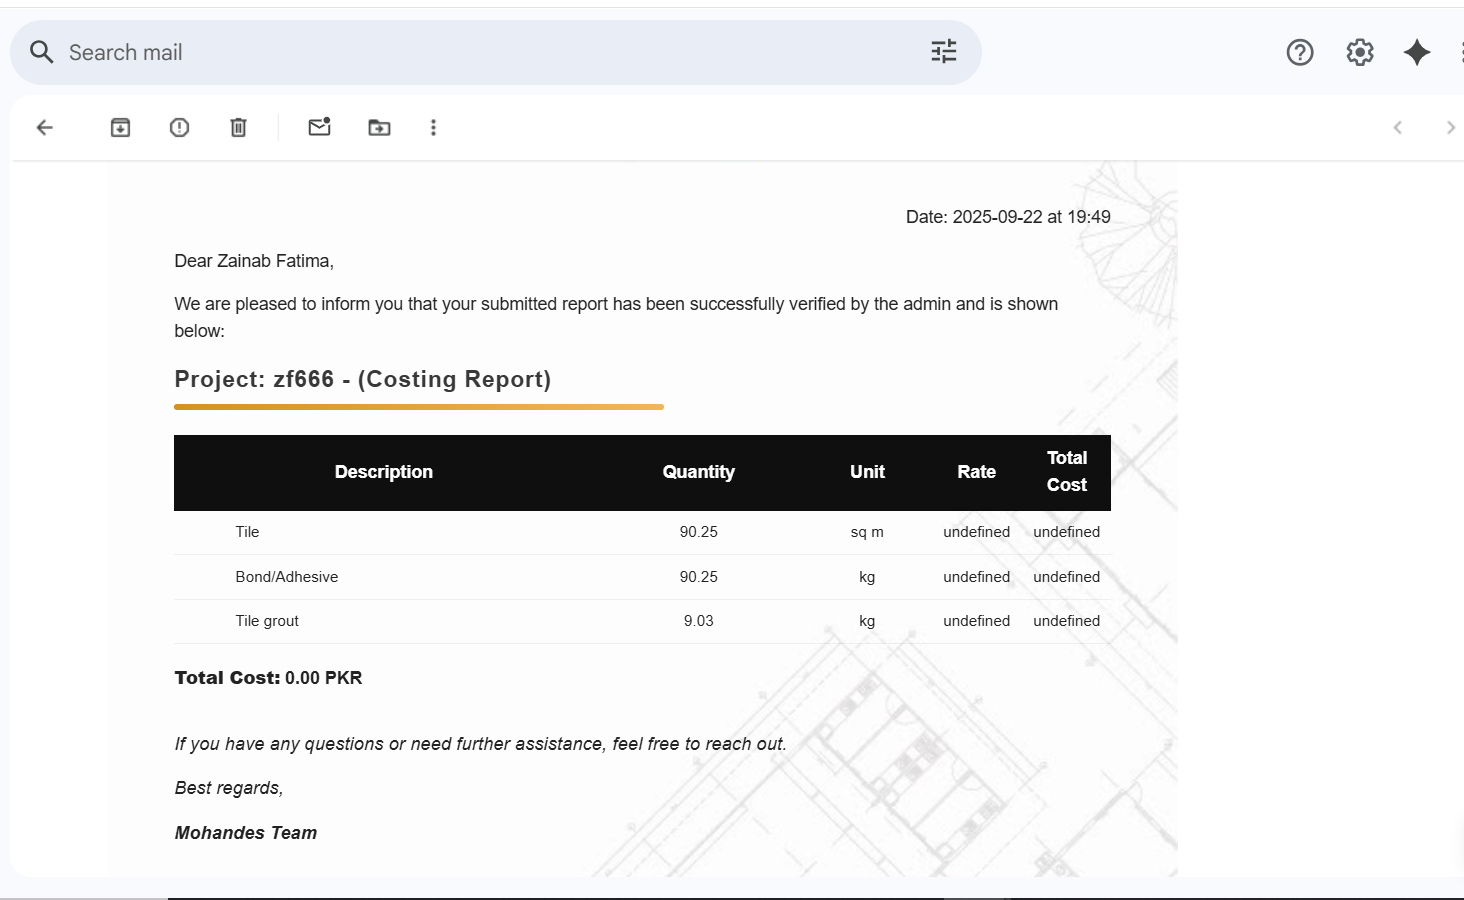 Search mail
Date: 2025-09-22 at 19:49
Dear Zainab Fatima,
We are pleased to inform you that your submitted report has been successfully verified by the admin and is shown
below:
Project: zf666 - (Costing Report)
Description Quantity Unit Rate Total Cost
Tile 90.25 sq m undefined undefined
Bond/Adhesive 90.25 kg undefined undefined
Tile grout 9.03 kg undefined undefined
Total Cost: 0.00 PKR
If you have any questions or need further assistance, feel free to reach out.
Best regards,
Mohandes Team